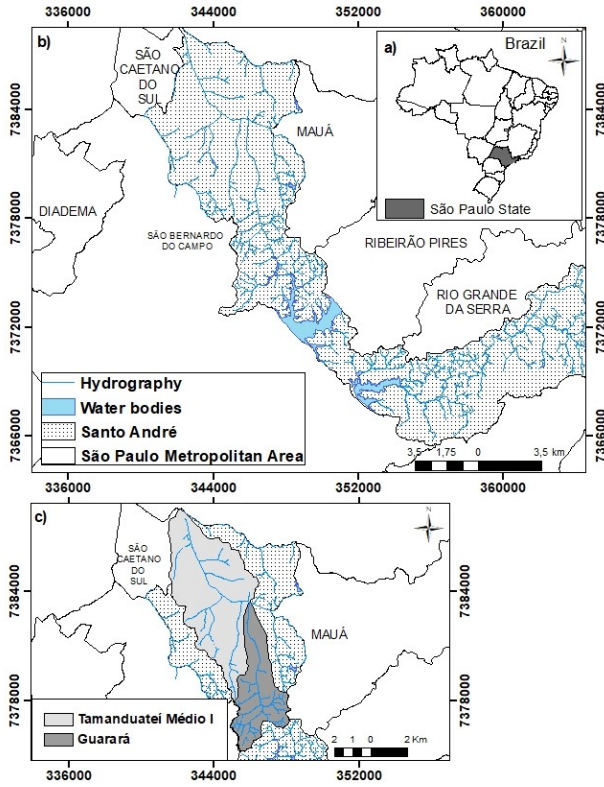 336000
344000
352000
360000
b)
SÃO
CAETANO
DO
SUL
a)
Brazil
N
São Paulo State
7384000
7384000
MAUÁ
DIADEMA
7378000
7378000
SÃO BERNARDO
DO CAMPO
RIBEIRÃO PIRES
RIO GRANDE
DA SERRA
7372000
7372000
Hydrography
Water bodies
Santo André
São Paulo Metropolitan Area
7366000
7366000
3,5 1,75 0 3,5 km
336000
344000
352000
360000
c)
N
SÃO
CAETANO
DO
SUL
7384000
7384000
MAUÁ
7378000
7378000
Tamanduateí Médio I
Guarará
2 1 0 2 Km
336000
344000
352000